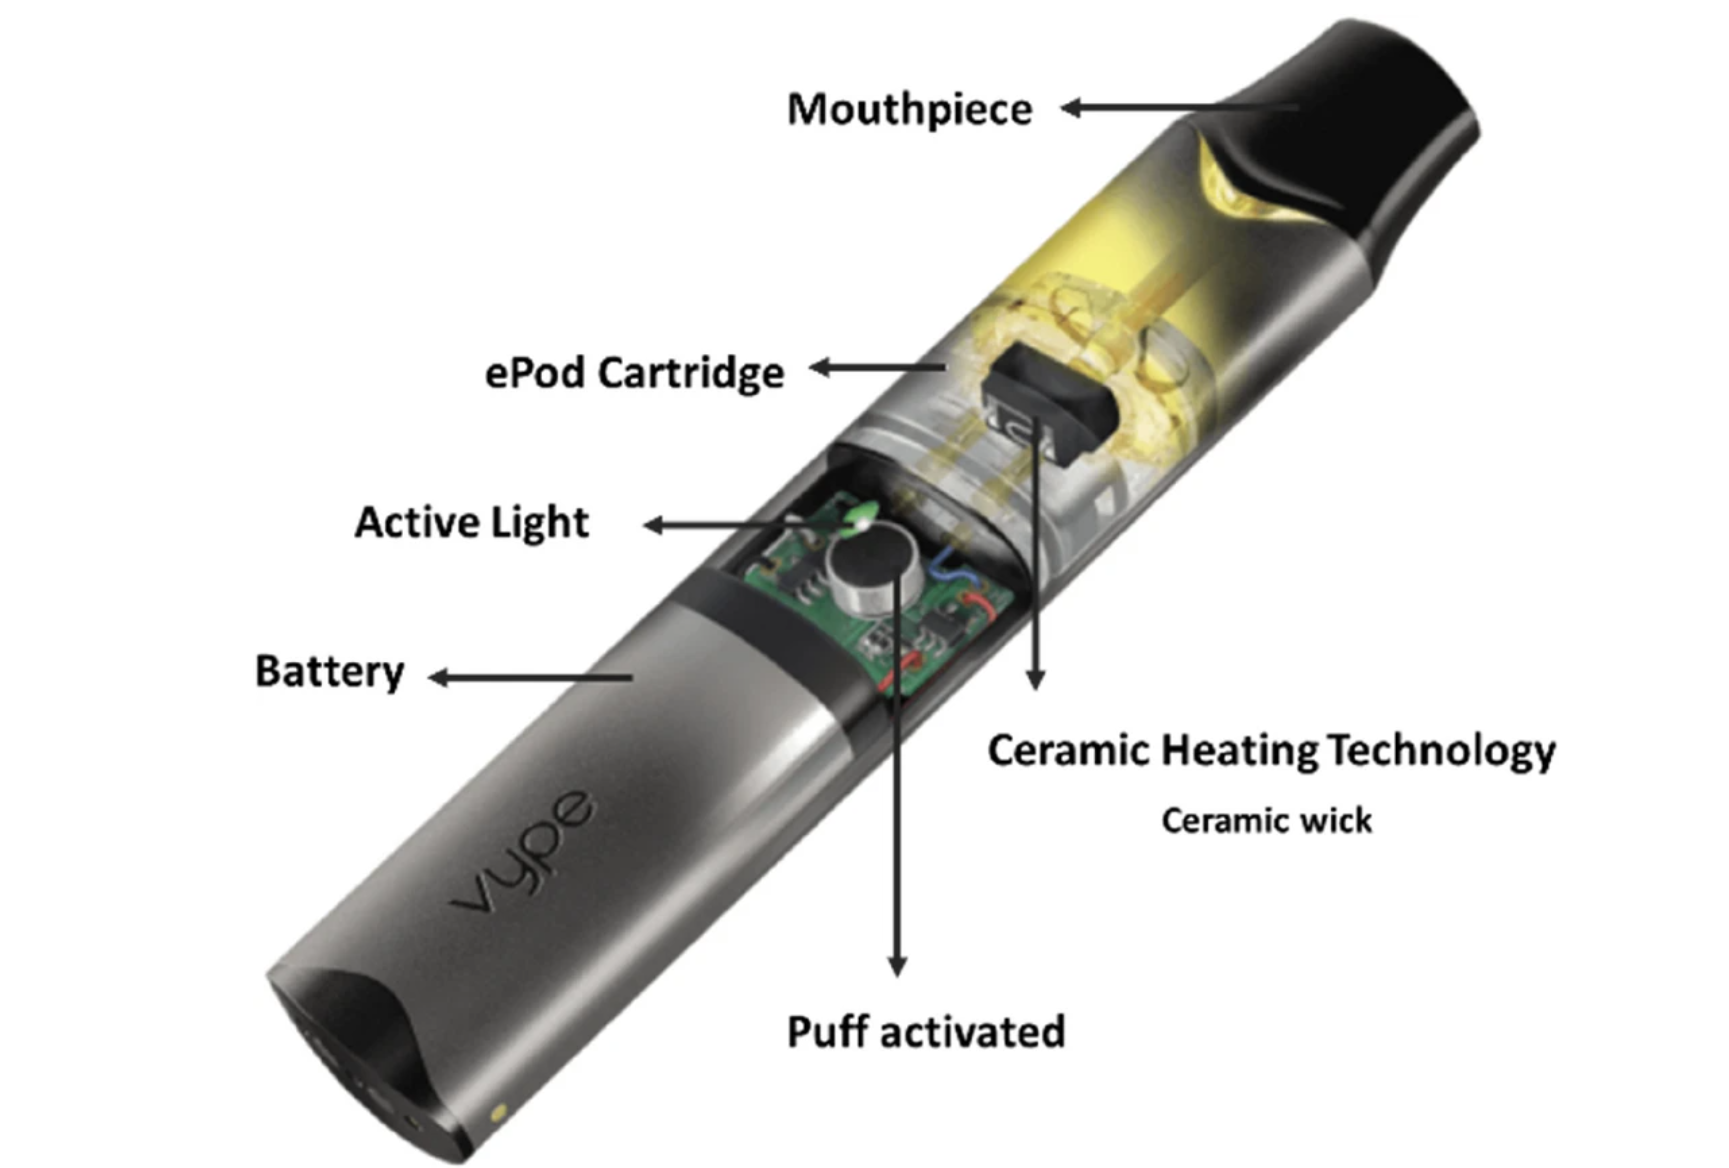 Mouthpiece
ePod Cartridge
Active Light
Battery
Ceramic Heating Technology
Ceramic wick
vype
Puff activated